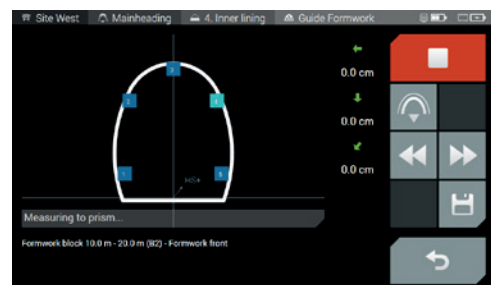 Site West Mainheading 4. Inner lining Guide Formwork
3
0.0 cm
2 4
0.0 cm
0.0 cm
1 5
Measuring to prism...
Formwork block 10.0 m - 20.0 m (B2) - Formwork front